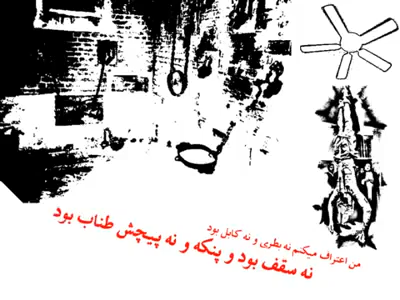 من اعتراف میکنم نه بطری و نه کابل بود
نه سقف بود و پنکه و نه پیچش طناب بود